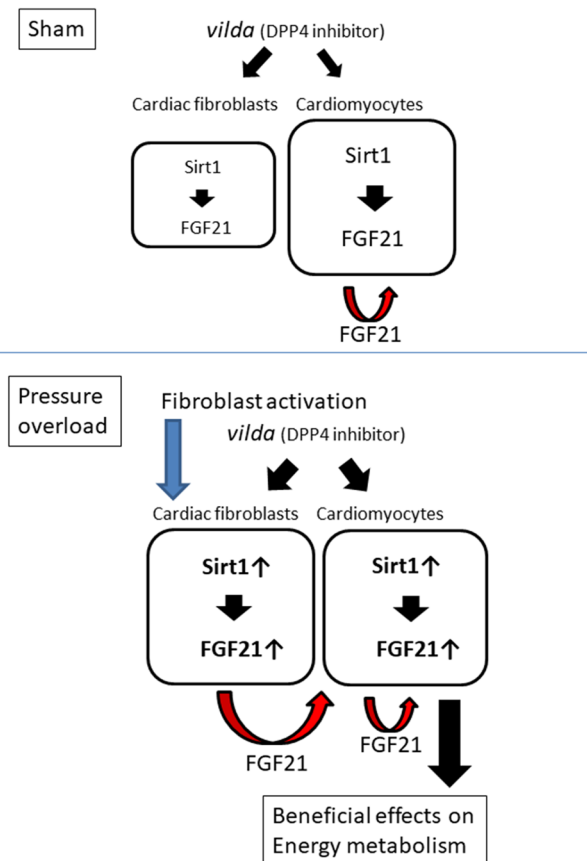 Sham
vilda (DPP4 inhibitor)
Cardiac fibroblasts Cardiomyocytes
Sirt1
FGF21
Sirt1
FGF21
FGF21
Pressure
overload
Fibroblast activation
vilda (DPP4 inhibitor)
Cardiac fibroblasts Cardiomyocytes
Sirt1↑
FGF21↑
Sirt1↑
FGF21↑
FGF21
FGF21
Beneficial effects on
Energy metabolism